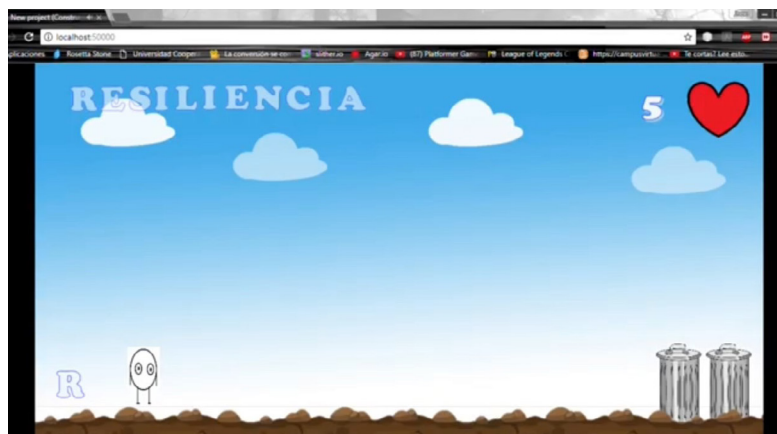 New project (Constr
localhost:50000
plicaciones Rosetta Stone Universidad Cooper La conversión se co slither.io Agar.io (87) Platformer Gam League of Legends https://campusvirt Te cortas? Lee esto
RESILIENCIA
5
R